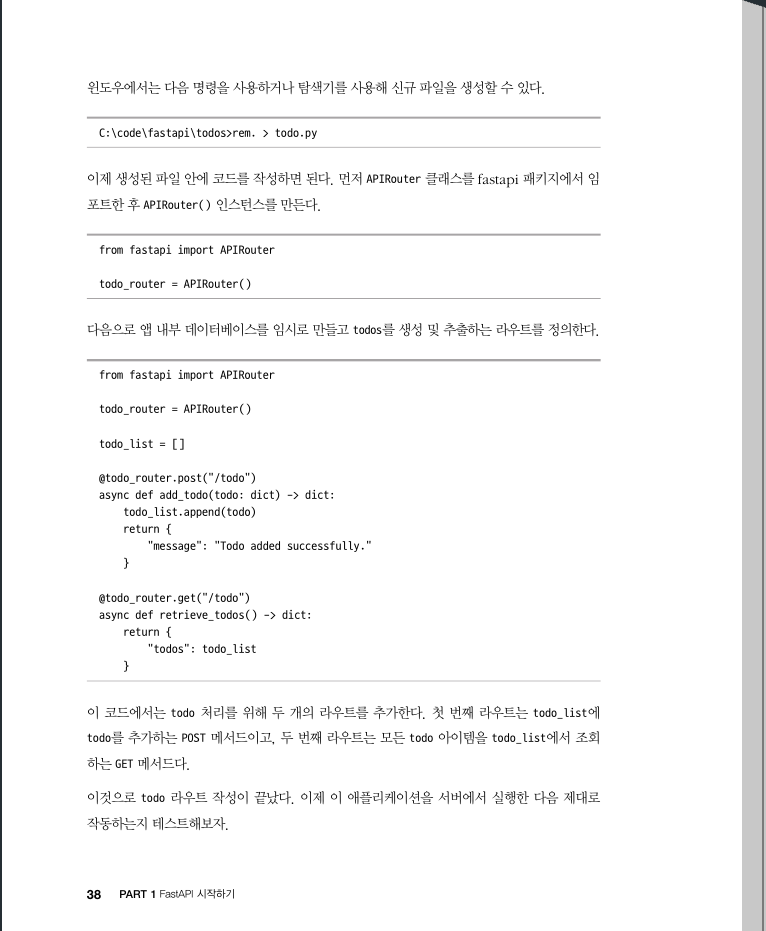 윈도우에서는 다음 명령을 사용하거나 탐색기를 사용해 신규 파일을 생성할 수 있다.
C:\code\fastapi\todos>rem. > todo.py
이제 생성된 파일 안에 코드를 작성하면 된다. 먼저 APIRouter 클래스를 fastapi 패키지에서 임
포트한 후 APIRouter() 인스턴스를 만든다.
from fastapi import APIRouter
todo_router = APIRouter()
다음으로 앱 내부 데이터베이스를 임시로 만들고 todos를 생성 및 추출하는 라우트를 정의한다.
from fastapi import APIRouter
todo_router = APIRouter()
todo_list = []
@todo_router.post("/todo")
async def add_todo(todo: dict) -> dict:
    todo_list.append(todo)
    return {
        "message": "Todo added successfully."
    }
@todo_router.get("/todo")
async def retrieve_todos() -> dict:
    return {
        "todos": todo_list
    }
이 코드에서는 todo 처리를 위해 두 개의 라우트를 추가한다. 첫 번째 라우트는 todo_list에
todo를 추가하는 POST 메서드이고, 두 번째 라우트는 모든 todo 아이템을 todo_list에서 조회
하는 GET 메서드다.
이것으로 todo 라우트 작성이 끝났다. 이제 이 애플리케이션을 서버에서 실행한 다음 제대로
작동하는지 테스트해보자.
38 PART 1 FastAPI 시작하기